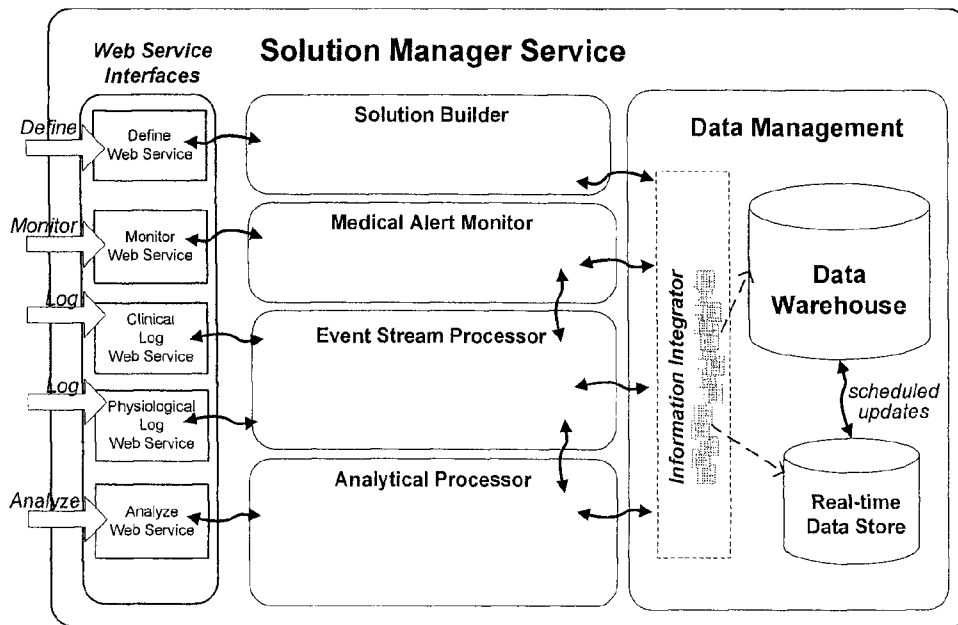 Solution Manager Service
Web Service
Interfaces
Define
Define
Web Service
Monitor
Monitor
Web Service
Log
Clinical
Log
Web Service
Log
Physiological
Log
Web Service
Analyze
Analyze
Web Service
Solution Builder
Medical Alert Monitor
Event Stream Processor
Analytical Processor
Data Management
Information Integrator
Data
Warehouse
scheduled
updates
Real-time
Data Store